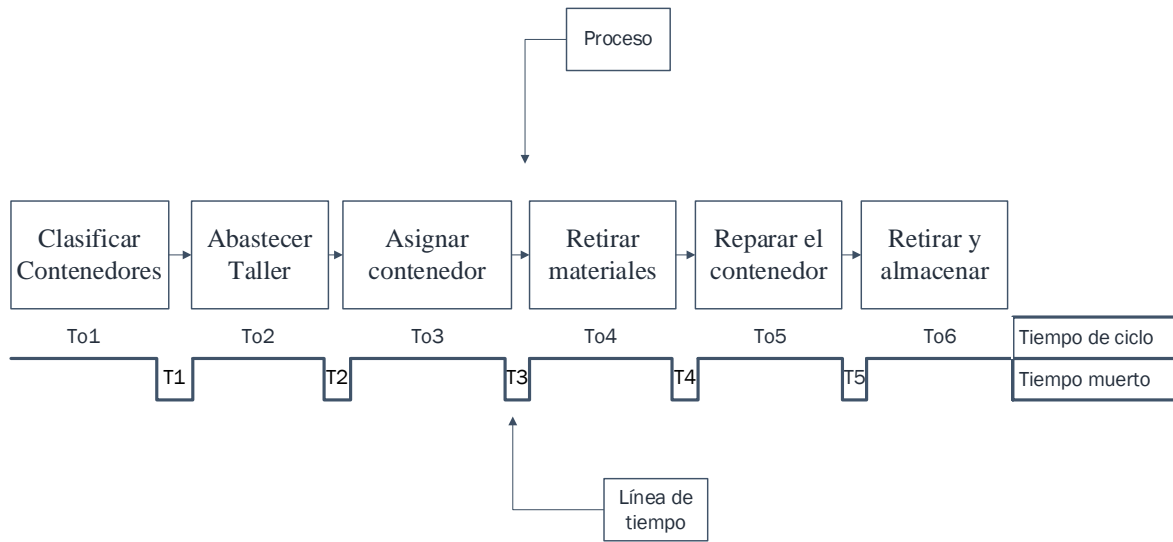 Proceso
Clasificar
Contenedores
Abastecer
Taller
Asignar
contenedor
Retirar
materiales
Reparar el
contenedor
Retirar y
almacenar
To1
To2
To3
To4
To5
To6
Tiempo de ciclo
T1
T2
T3
T4
T5
Tiempo muerto
Línea de
tiempo